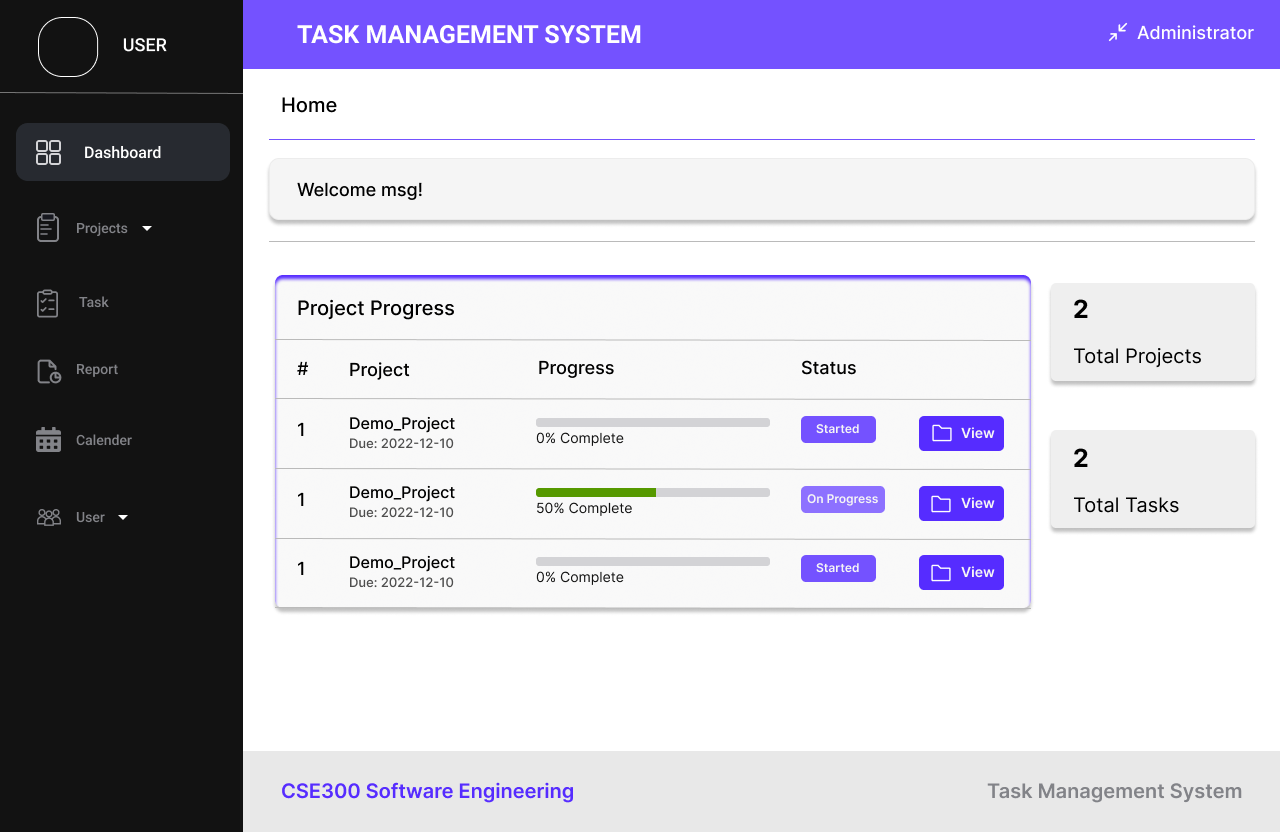 USER
TASK MANAGEMENT SYSTEM
Administrator
Dashboard
Projects
Task
Report
Calender
User
Home
Welcome msg!
Project Progress
# Project Progress Status
1 Demo_Project Started View
Due: 2022-12-10 0% Complete
1 Demo_Project On Progress View
Due: 2022-12-10 50% Complete
1 Demo_Project Started View
Due: 2022-12-10 0% Complete
2
Total Projects
2
Total Tasks
CSE300 Software Engineering
Task Management System